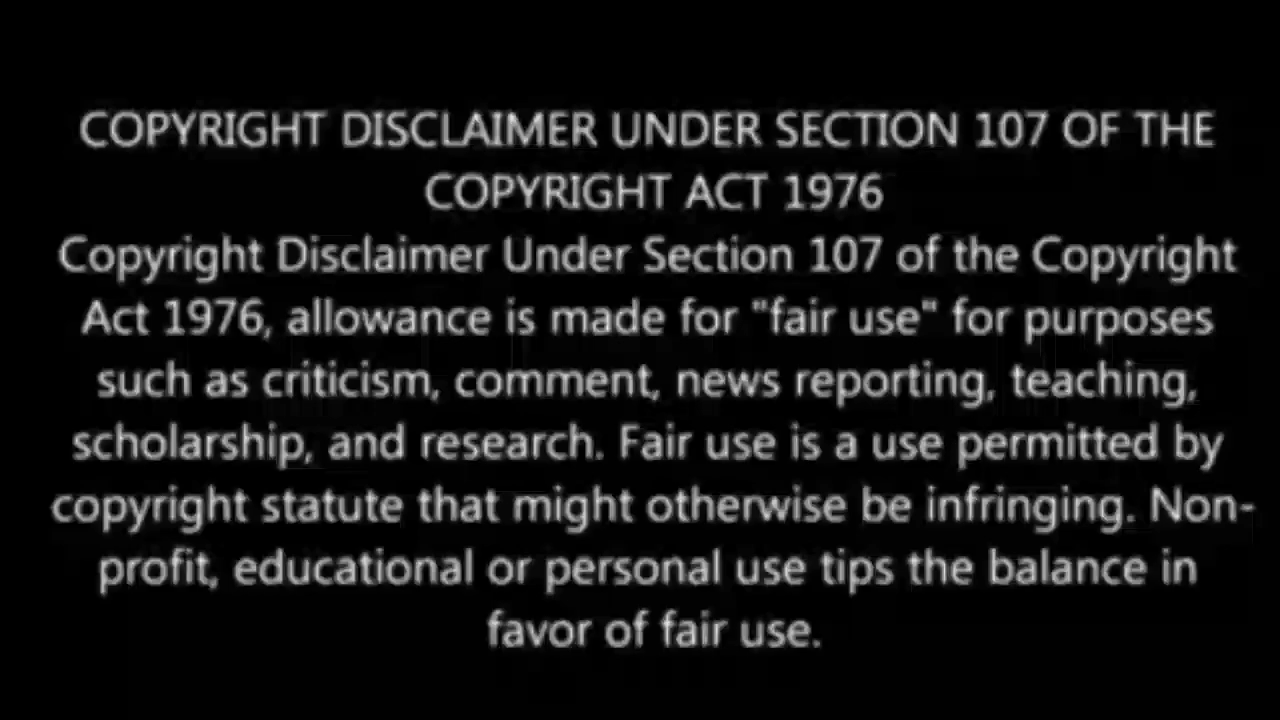 COPYRIGHT DISCLAIMER UNDER SECTION 107 OF THE
COPYRIGHT ACT 1976
Copyright Disclaimer Under Section 107 of the Copyright
Act 1976, allowance is made for "fair use" for purposes
such as criticism, comment, news reporting, teaching,
scholarship, and research. Fair use is a use permitted by
copyright statute that might otherwise be infringing. Non-
profit, educational or personal use tips the balance in
favor of fair use.